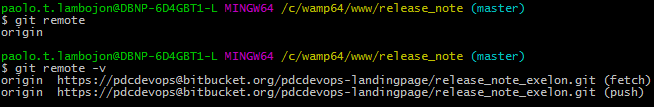 paolo.t.lambojon@DBNP-6D4GBT1-L MINGW64 /c/wamp64/www/release_note (master)
$ git remote
origin
paolo.t.lambojon@DBNP-6D4GBT1-L MINGW64 /c/wamp64/www/release_note (master)
$ git remote -v
origin  https://pdcdevops@bitbucket.org/pdcdevops-landingpage/release_note_exelon.git (fetch)
origin  https://pdcdevops@bitbucket.org/pdcdevops-landingpage/release_note_exelon.git (push)